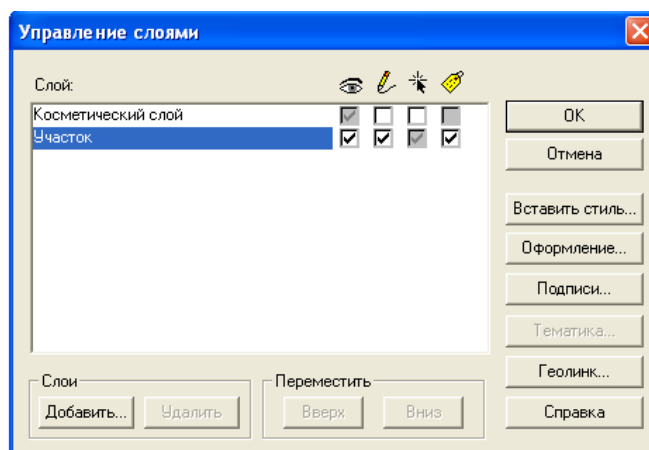 Управление слоями
Слой:
Косметический слой
Участок
OK
Отмена
Вставить стиль...
Оформление...
Подписи...
Тематика...
Геолинк...
Справка
Слои
Добавить...
Удалить
Переместить
Вверх
Вниз